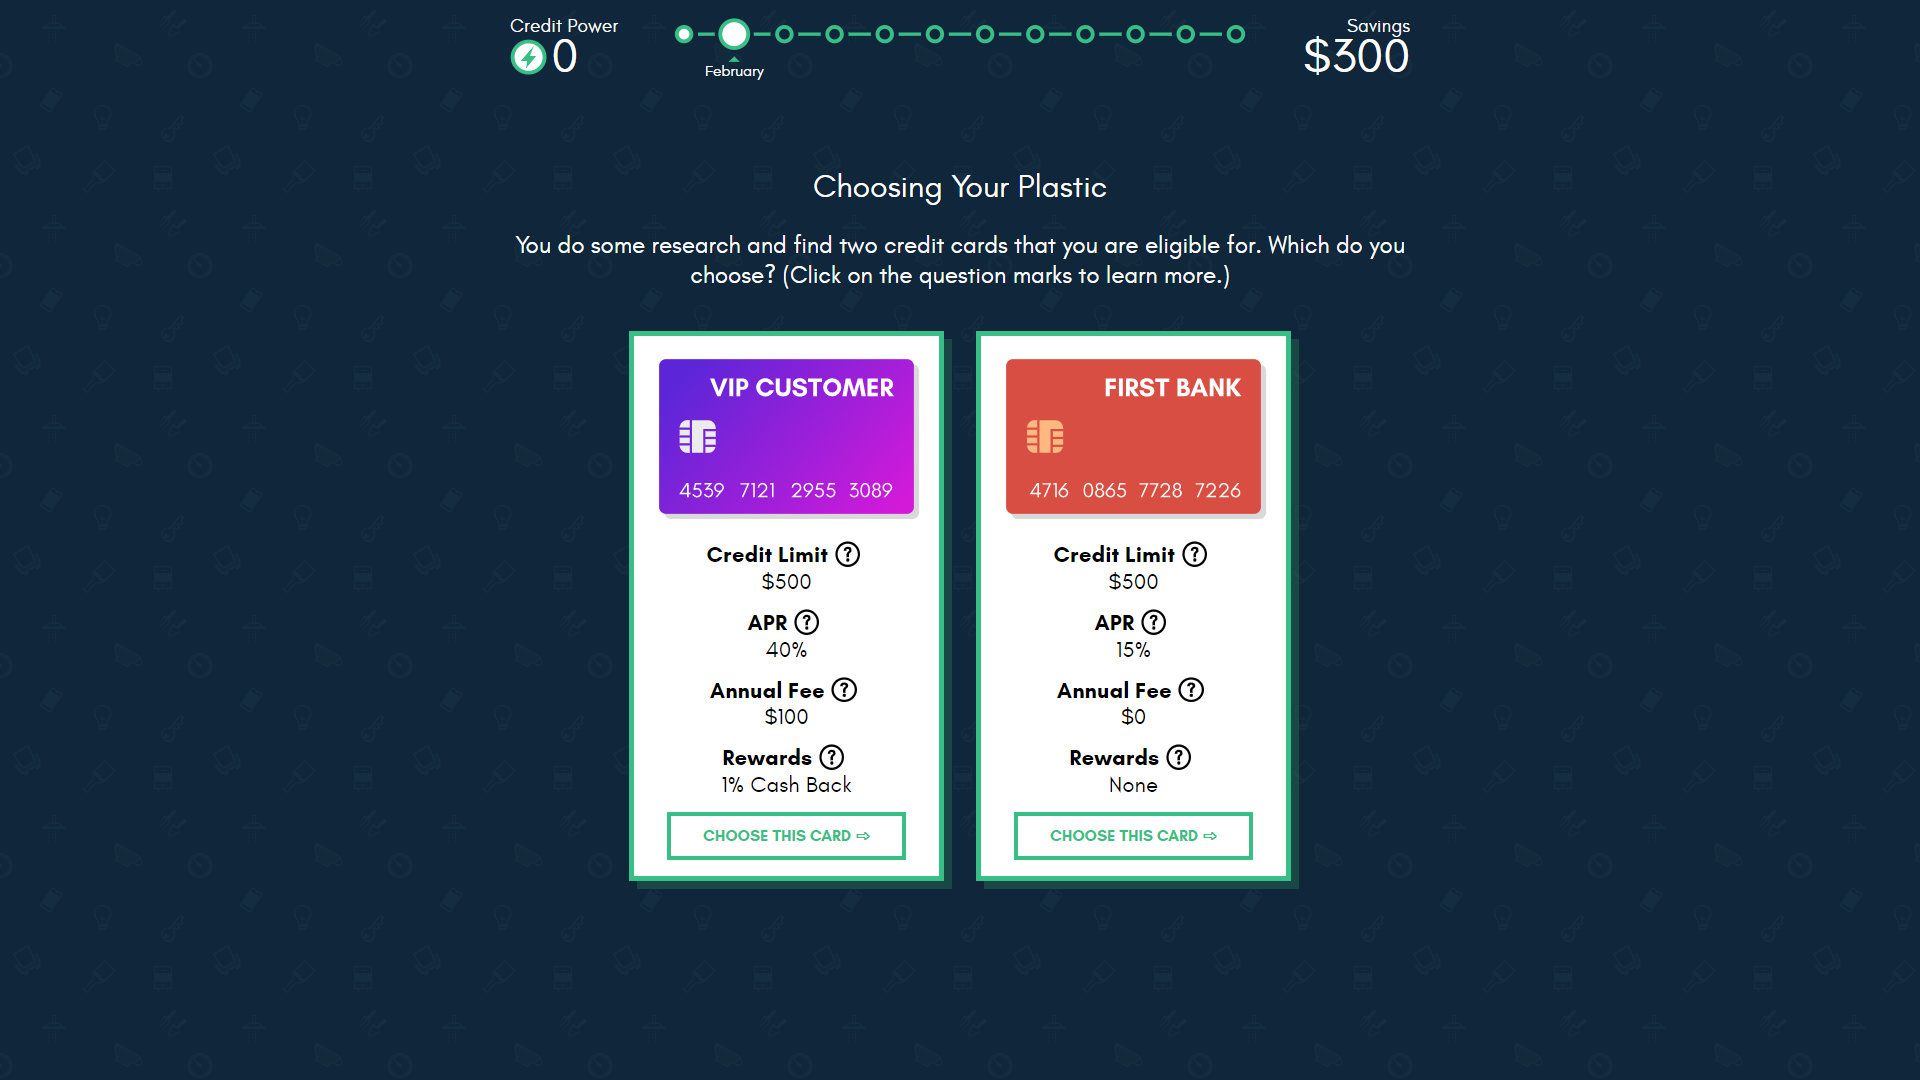 Credit Power
0
February
Savings
$300
Choosing Your Plastic
You do some research and find two credit cards that you are eligible for. Which do you
choose? (Click on the question marks to learn more.)
VIP CUSTOMER
4539 7121 2955 3089
Credit Limit ?
$500
APR ?
40%
Annual Fee ?
$100
Rewards ?
1% Cash Back
CHOOSE THIS CARD ⇨
FIRST BANK
4716 0865 7728 7226
Credit Limit ?
$500
APR ?
15%
Annual Fee ?
$0
Rewards ?
None
CHOOSE THIS CARD ⇨